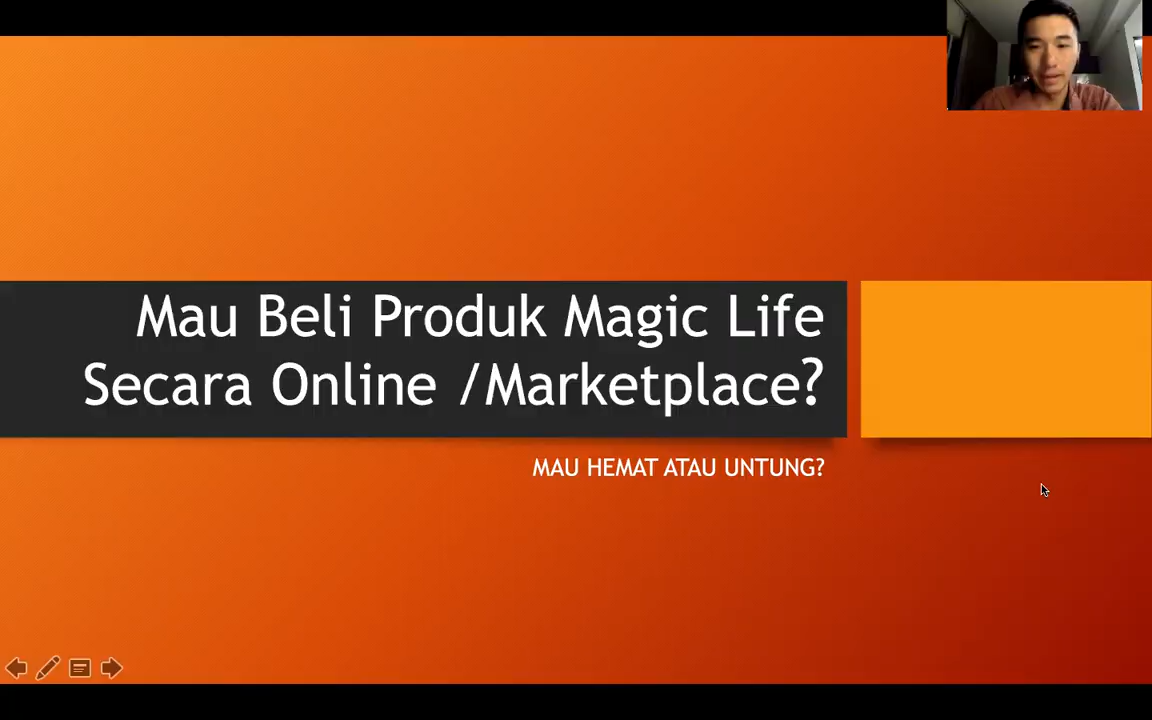 Mau Beli Produk Magic Life
Secara Online /Marketplace?
MAU HEMAT ATAU UNTUNG?